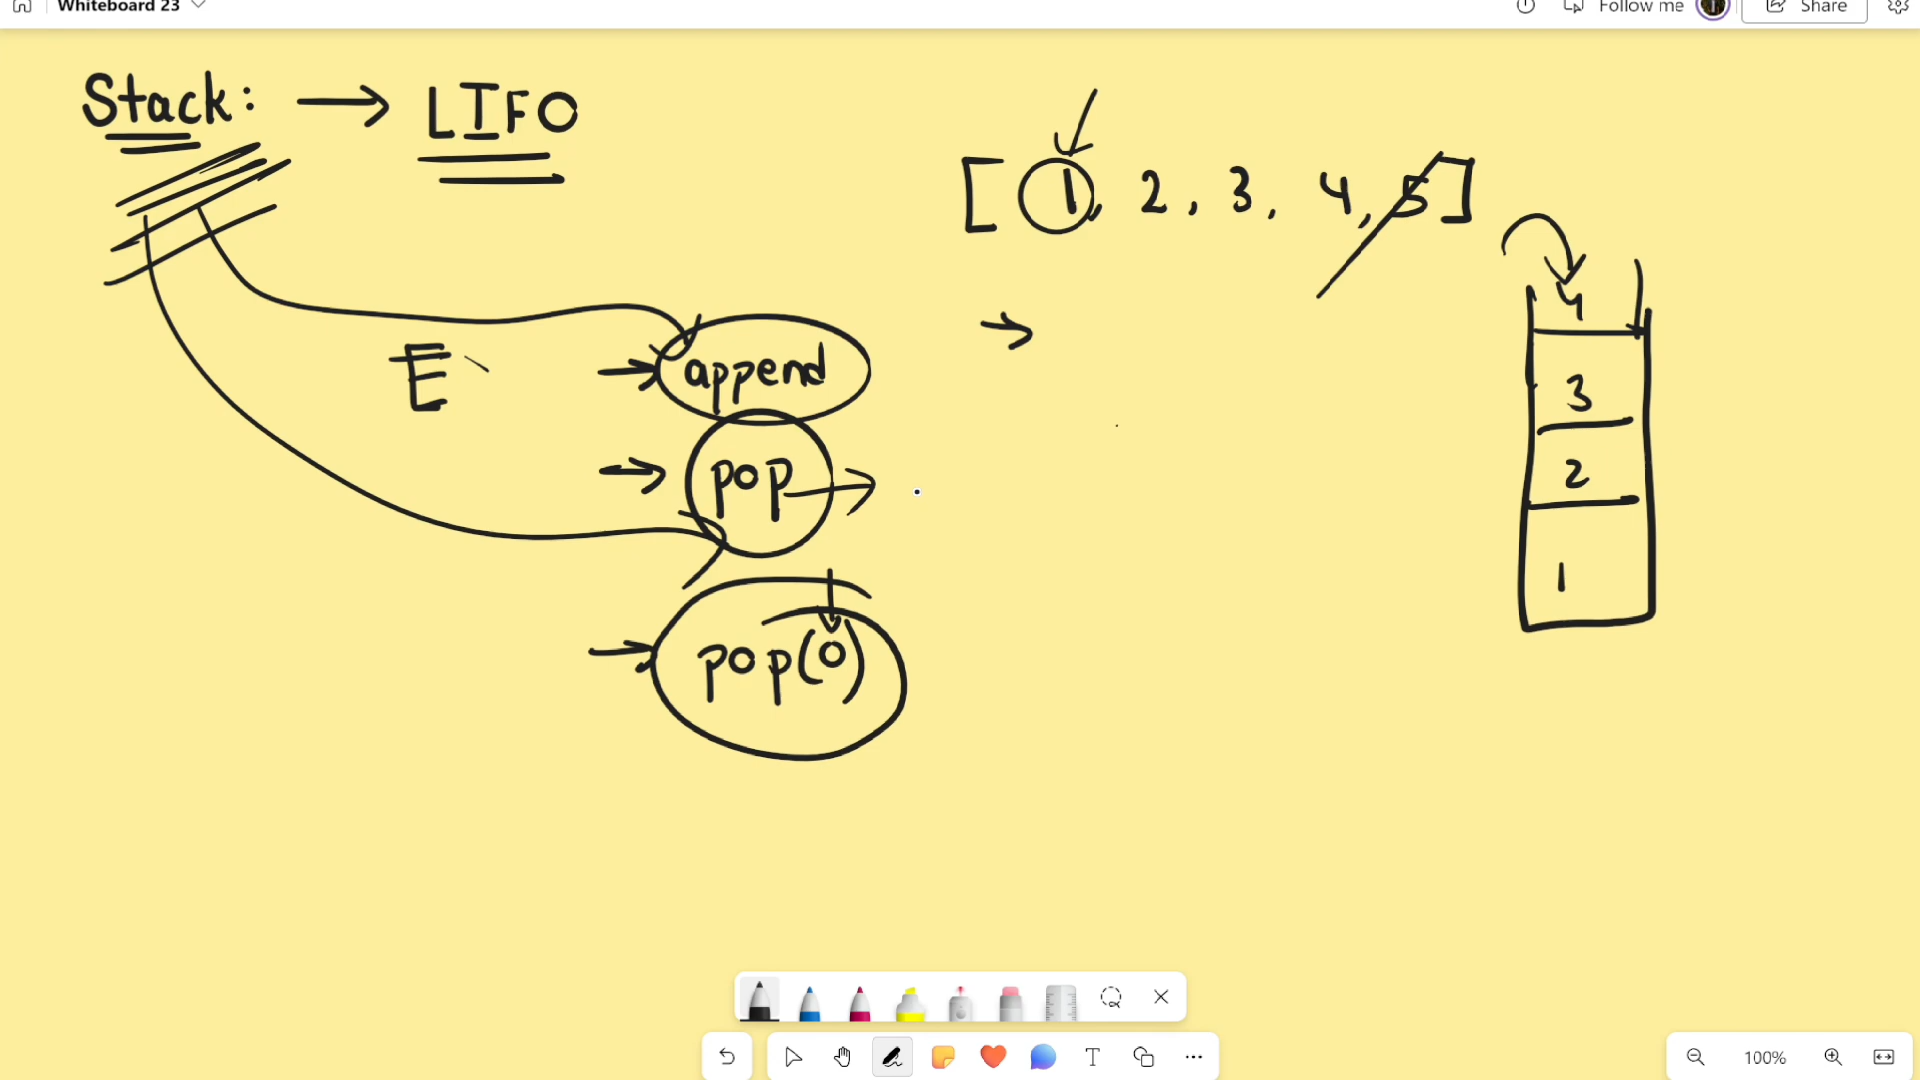 Whiteboard 23
Follow me
Share
Stack: → LIFO
[ 1, 2, 3, 4, 5 ]
E
→ append
→
→ pop →
→ pop(0)
4
3
2
1
100%